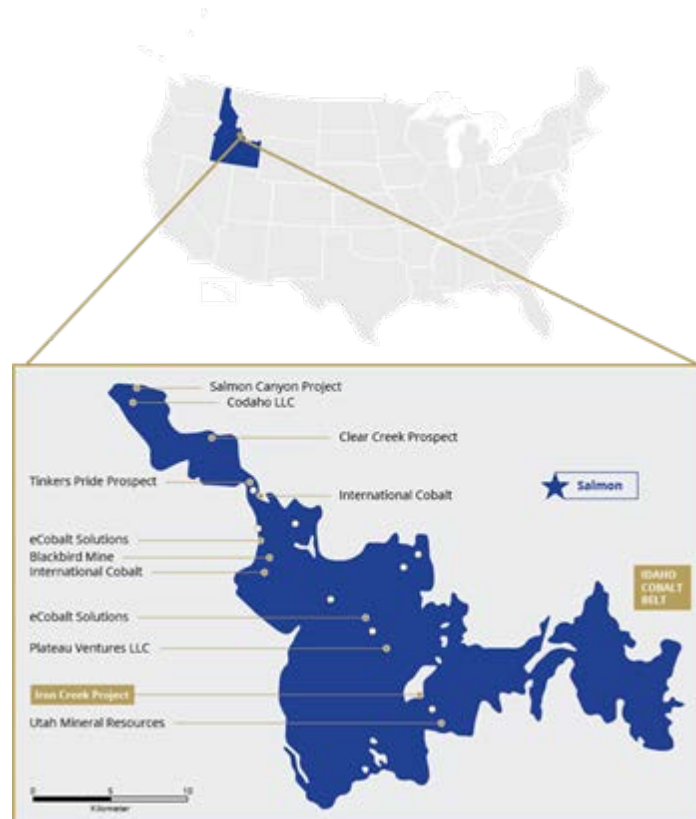 Salmon Canyon Project
Codaho LLC
Clear Creek Prospect
Tinkers Pride Prospect
International Cobalt
Salmon
eCobalt Solutions
Blackbird Mine
International Cobalt
IDAHO
COBALT
BELT
eCobalt Solutions
Plateau Ventures LLC
Iron Creek Project
Utah Mineral Resources
0 5 10
Kilometer